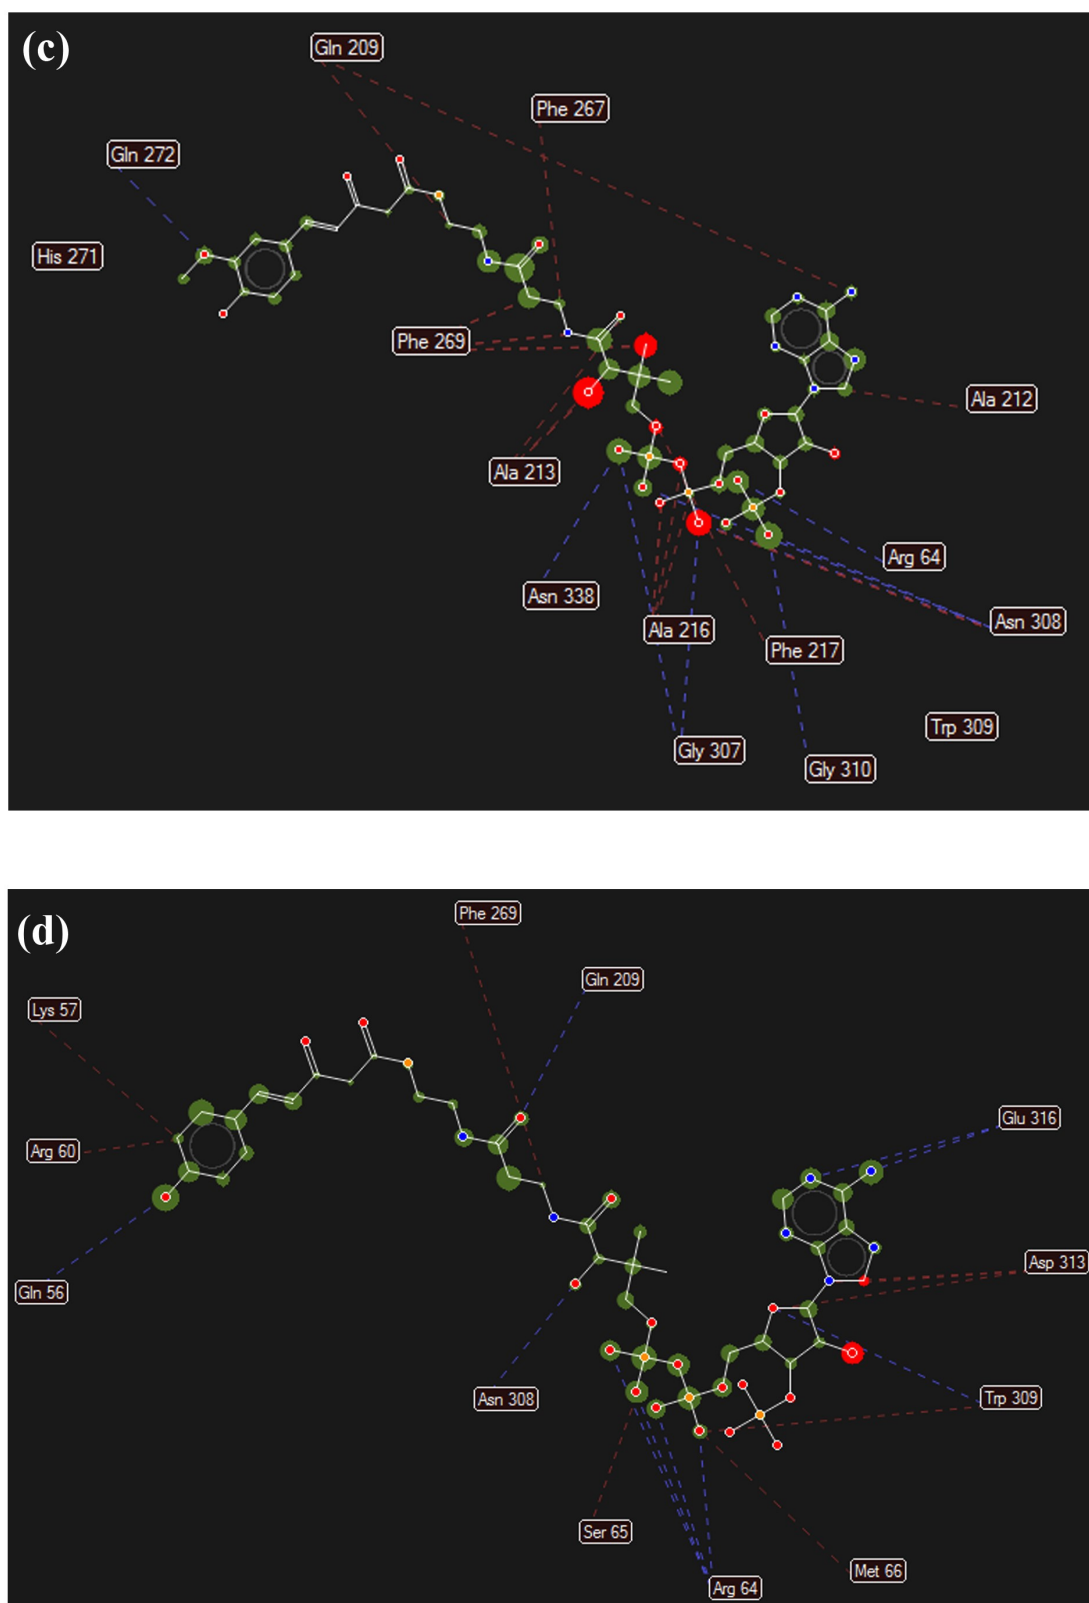 (c)
Gln 209
Phe 267
Gln 272
His 271
Phe 269
Ala 212
Ala 213
Arg 64
Asn 338
Asn 308
Ala 216
Phe 217
Trp 309
Gly 307
Gly 310
(d)
Phe 269
Gln 209
Lys 57
Glu 316
Arg 60
Asp 313
Gln 56
Asn 308
Trp 309
Ser 65
Met 66
Arg 64